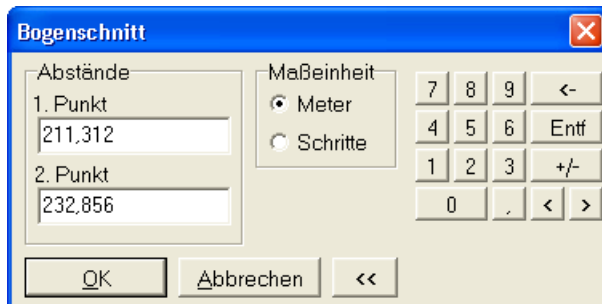 Bogenschnitt
Abstände
1. Punkt
211,312
2. Punkt
232,856
Maßeinheit
Meter
Schritte
7 8 9 <-
4 5 6 Entf
1 2 3 +/-
0 , < >
OK Abbrechen <<